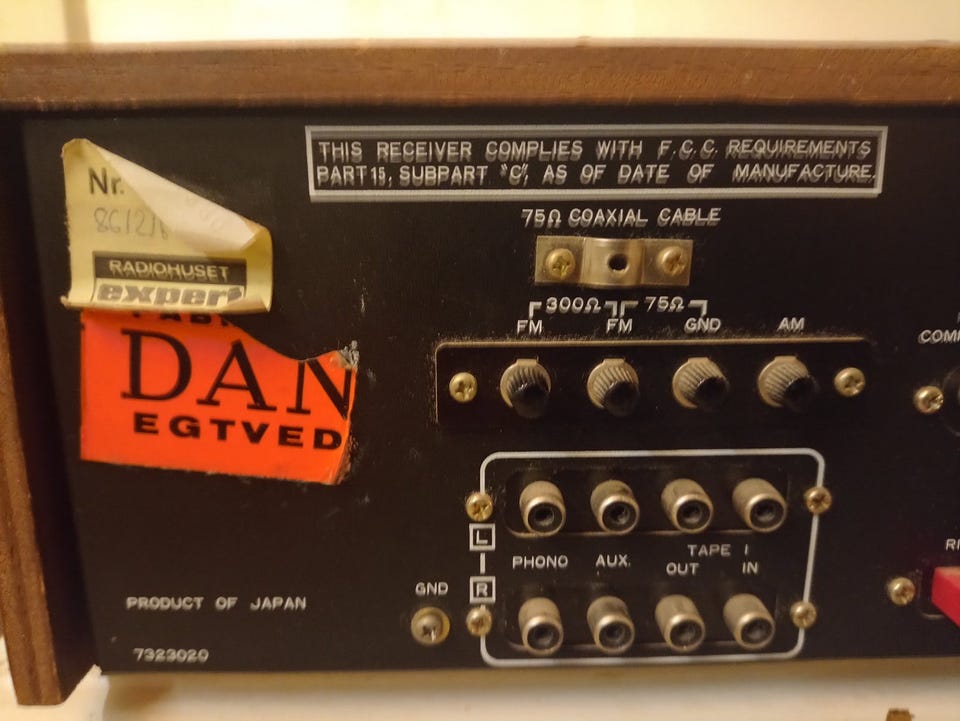 THIS RECEIVER COMPLIES WITH F.C.C. REQUIREMENTS
PART 15, SUBPART "C", AS OF DATE OF MANUFACTURE.
Nr.
RADIOHUSET
expert
DAN
EGTVED
75Ω COAXIAL CABLE
300Ω 75Ω
FM FM GND AM
L
PHONO AUX. TAPE 1
OUT IN
R
GND
PRODUCT OF JAPAN
7323020